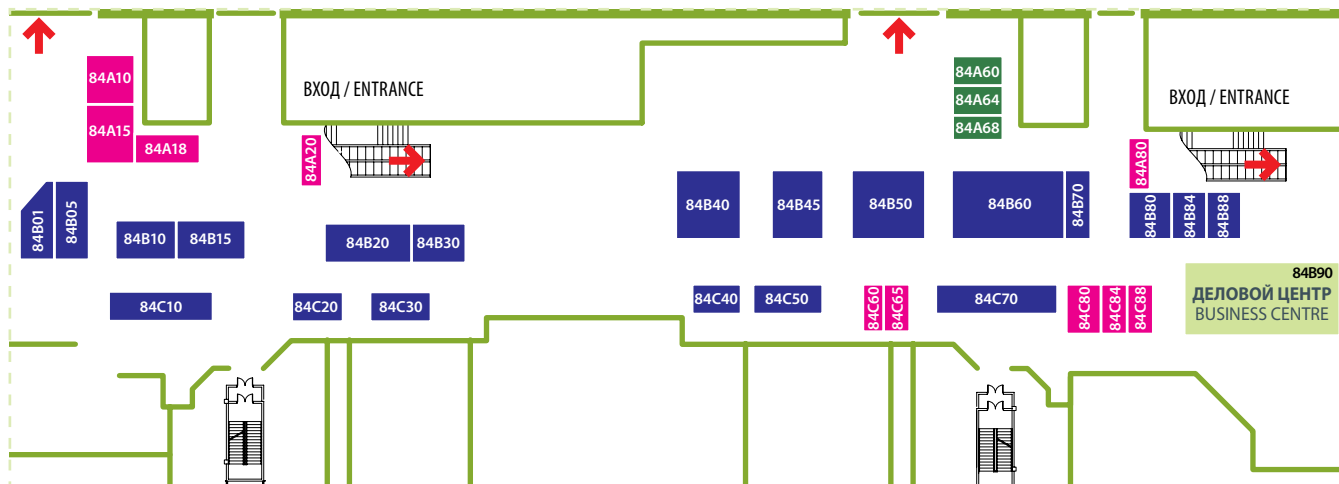 84A10
84A15
84A18
ВХОД / ENTRANCE
84A20
84A60
84A64
84A68
ВХОД / ENTRANCE
84A80
84B01
84B05
84B10
84B15
84B20
84B30
84B40
84B45
84B50
84B60
84B70
84B80
84B84
84B88
84B90
ДЕЛОВОЙ ЦЕНТР
BUSINESS CENTRE
84C10
84C20
84C30
84C40
84C50
84C60
84C65
84C70
84C80
84C84
84C88